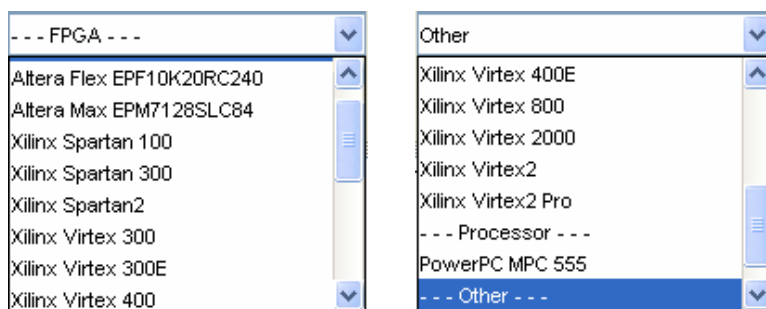 - - - FPGA - - -
Altera Flex EPF10K20RC240
Altera Max EPM7128SLC84
Xilinx Spartan 100
Xilinx Spartan 300
Xilinx Spartan2
Xilinx Virtex 300
Xilinx Virtex 300E
Xilinx Virtex 400
Other
Xilinx Virtex 400E
Xilinx Virtex 800
Xilinx Virtex 2000
Xilinx Virtex2
Xilinx Virtex2 Pro
- - - Processor - - -
PowerPC MPC 555
- - - Other - - -